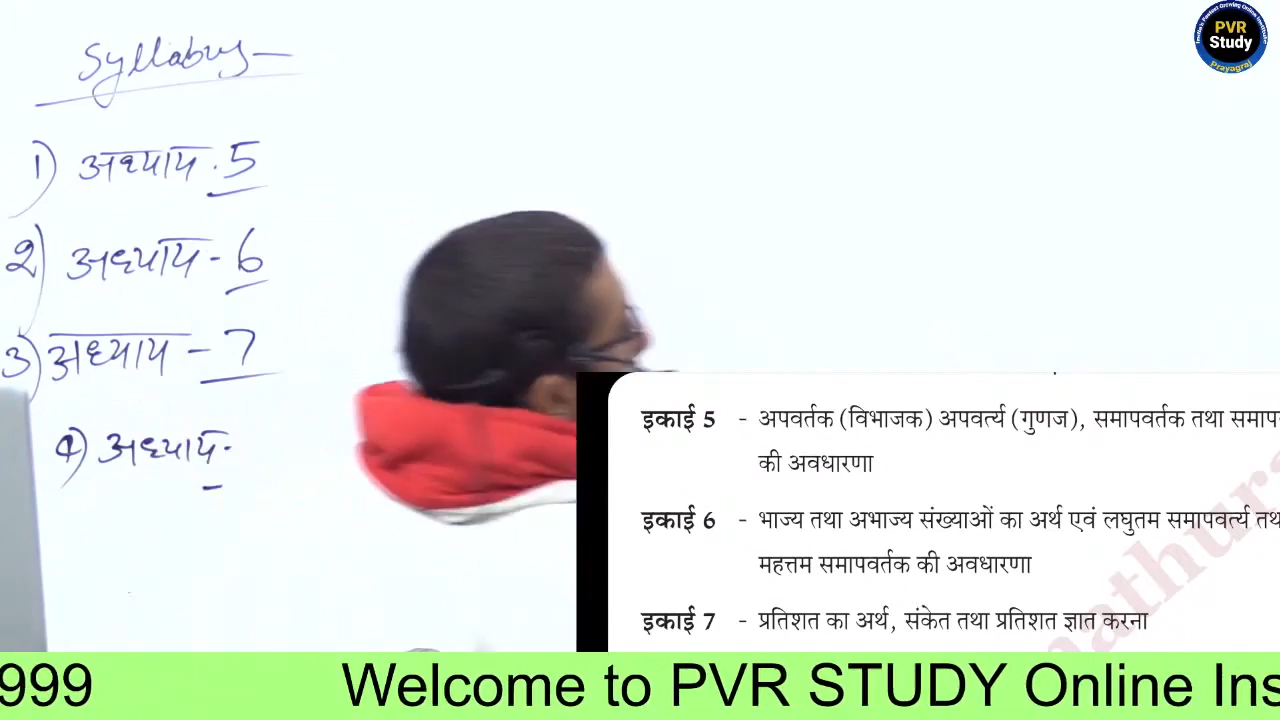 Syllabus -
1) अध्याय - 5
2) अध्याय - 6
3) अध्याय - 7
4) अध्याय -
PVR
Study
Prayagraj
इकाई 5 - अपवर्तक (विभाजक) अपवर्त्य (गुणज), समापवर्तक तथा
की अवधारणा
इकाई 6 - भाज्य तथा अभाज्य संख्याओं का अर्थ एवं लघुतम समापवर्त्य
महत्तम समापवर्तक की अवधारणा
इकाई 7 - प्रतिशत का अर्थ, संकेत तथा प्रतिशत ज्ञात करना
999 Welcome to PVR STUDY Online Ins